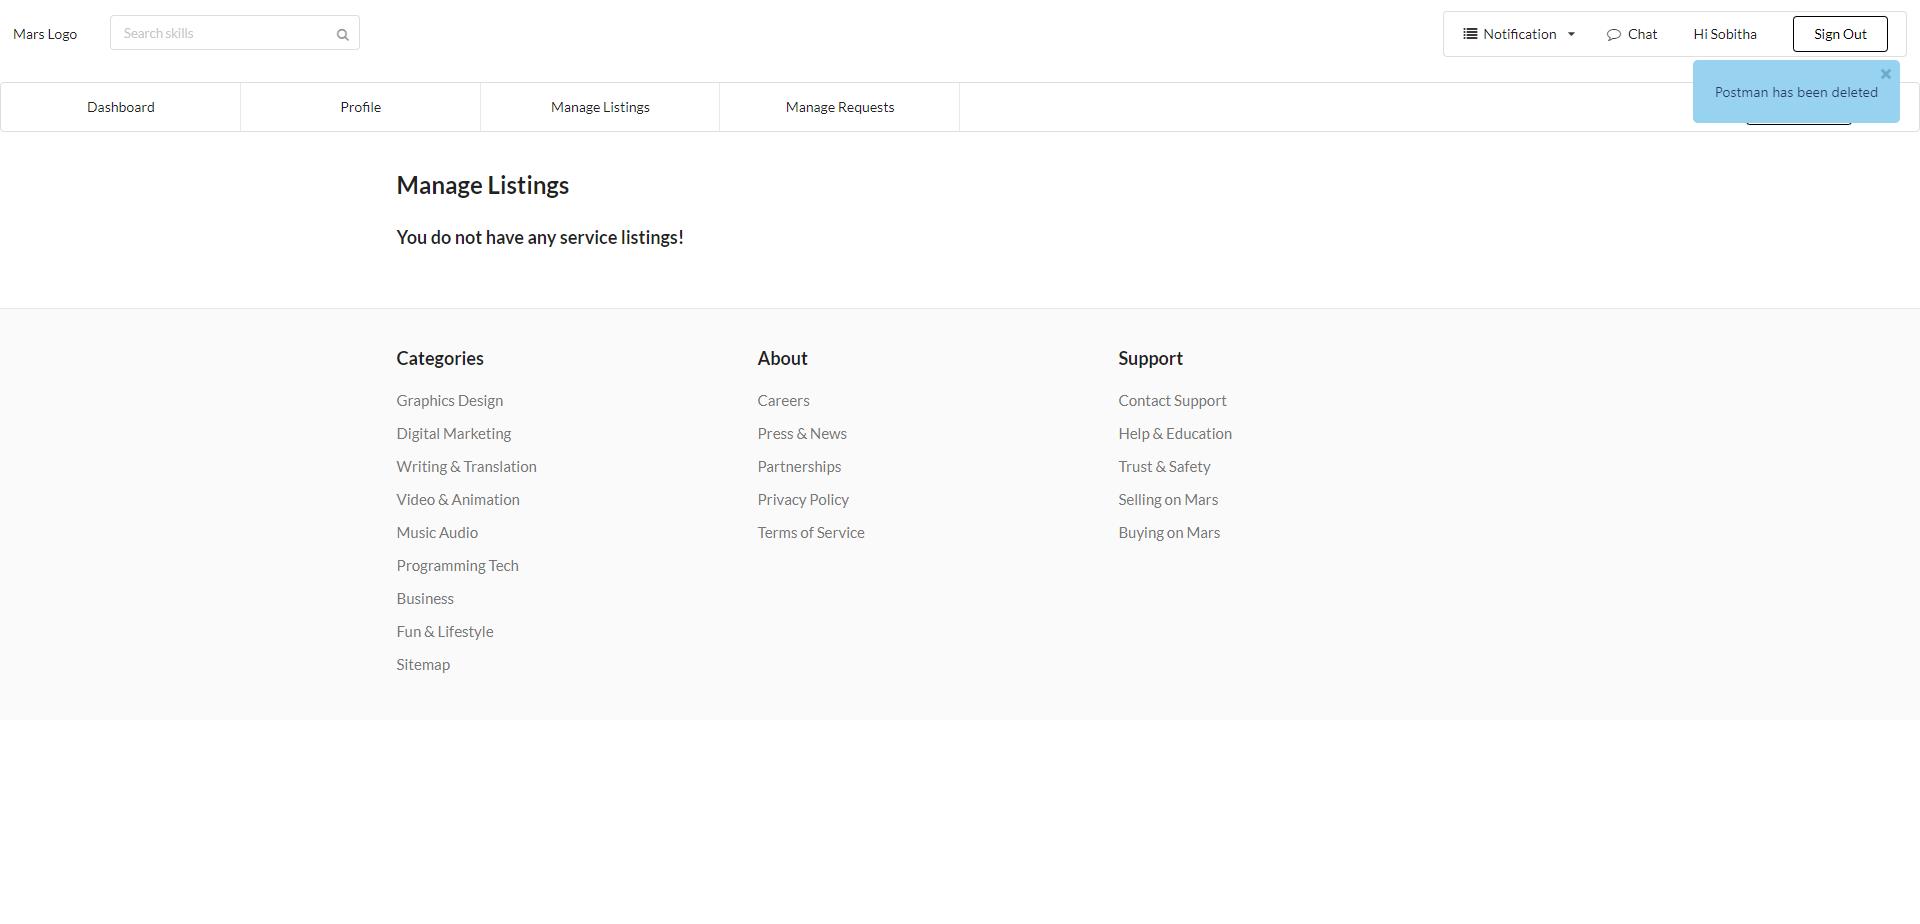 Mars Logo
Search skills
Notification
Chat
Hi Sobitha
Sign Out
Postman has been deleted
Dashboard
Profile
Manage Listings
Manage Requests
Manage Listings
You do not have any service listings!
Categories
Graphics Design
Digital Marketing
Writing & Translation
Video & Animation
Music Audio
Programming Tech
Business
Fun & Lifestyle
Sitemap
About
Careers
Press & News
Partnerships
Privacy Policy
Terms of Service
Support
Contact Support
Help & Education
Trust & Safety
Selling on Mars
Buying on Mars